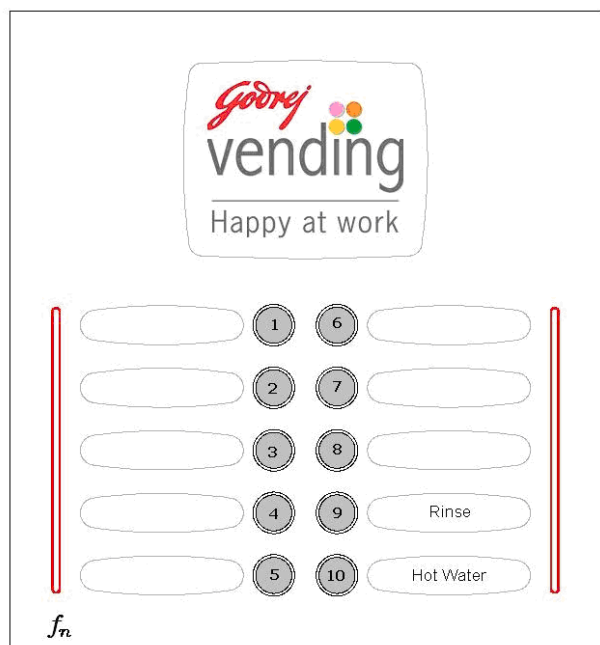 Godrej
vending
Happy at work
1 6
2 7
3 8
4 9 Rinse
5 10 Hot Water
fn